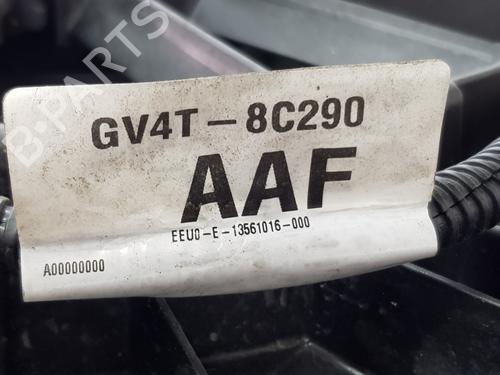 B-PARTS
GV4T-8C290
AAF
EEU0-E-13561016-000
A00000000